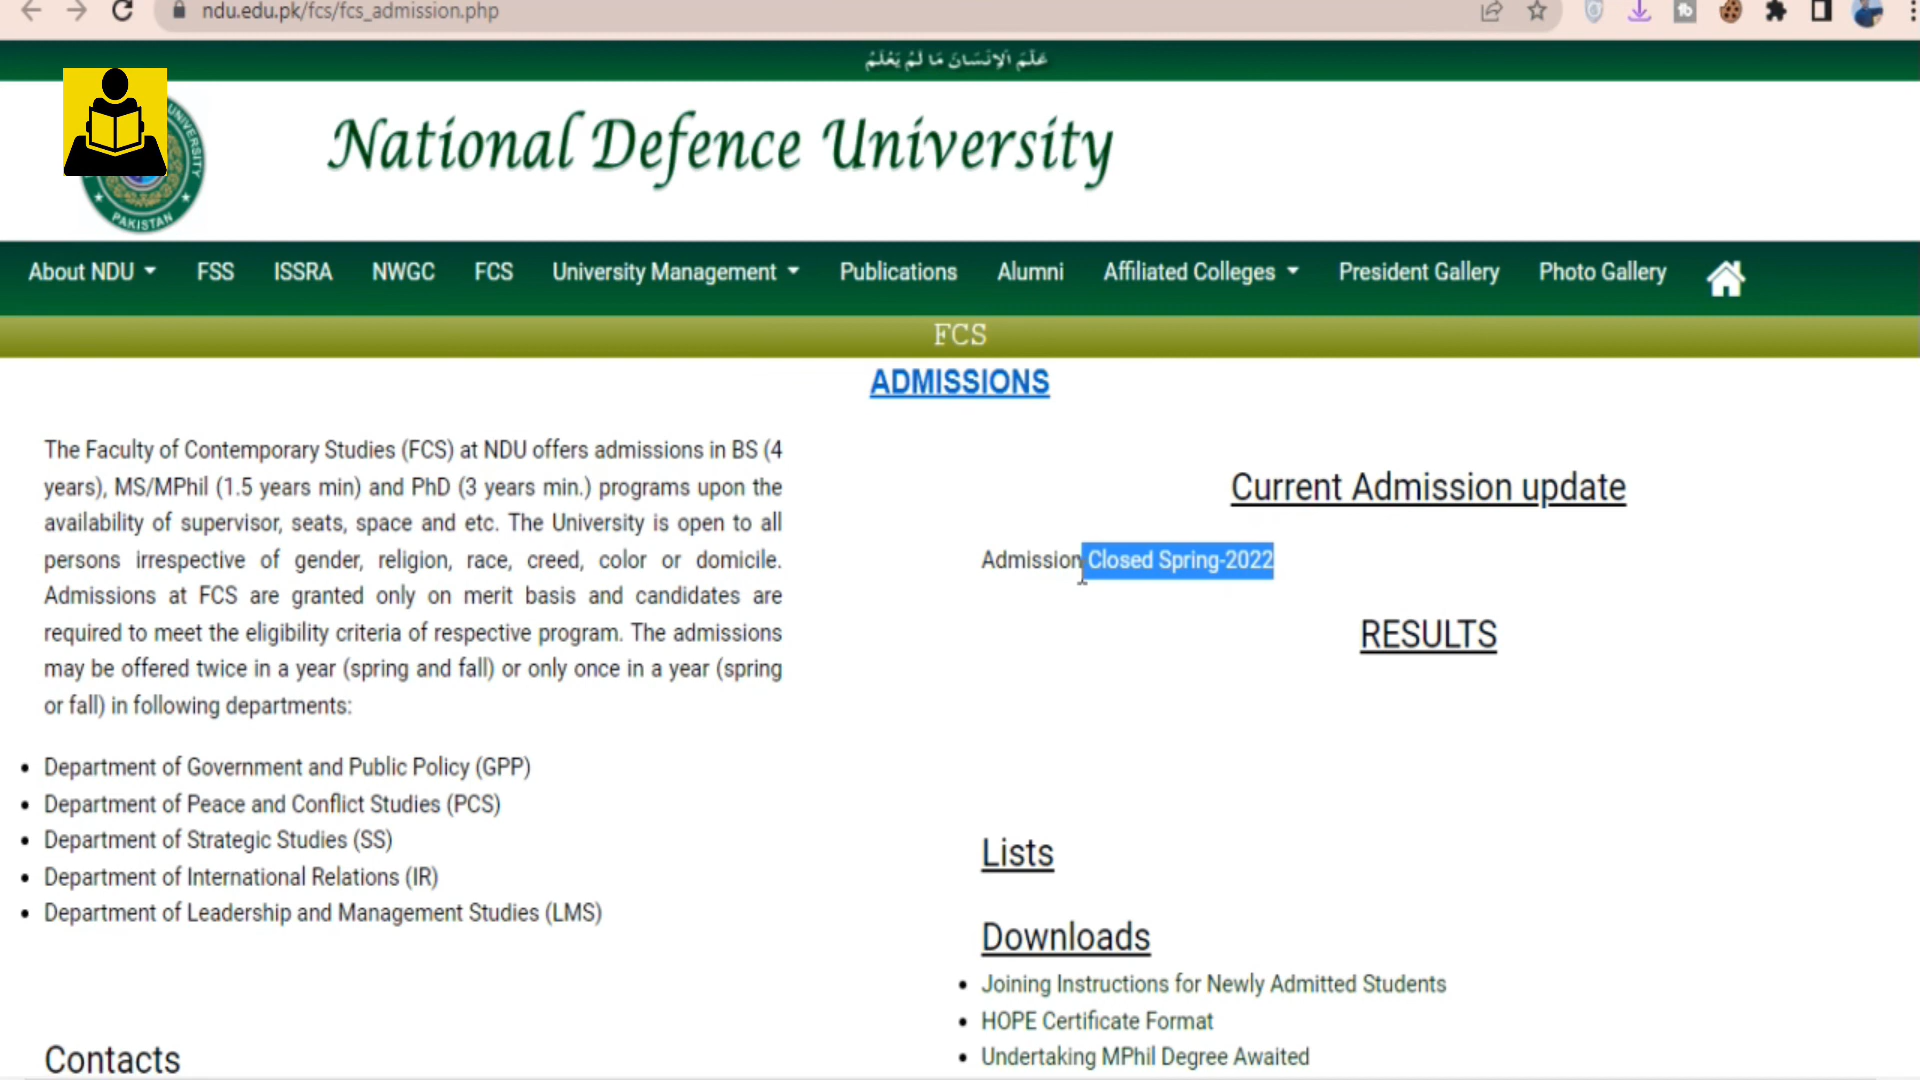 ndu.edu.pk/fcs/fcs_admission.php
عَلَّمَ الْاِنْسَانَ مَا لَمْ يَعْلَمْ
UNIVERSITY
PAKISTAN
National Defence University
About NDU FSS ISSRA NWGC FCS University Management Publications Alumni Affiliated Colleges President Gallery Photo Gallery
FCS
ADMISSIONS
The Faculty of Contemporary Studies (FCS) at NDU offers admissions in BS (4
years), MS/MPhil (1.5 years min) and PhD (3 years min.) programs upon the
availability of supervisor, seats, space and etc. The University is open to all
persons irrespective of gender, religion, race, creed, color or domicile.
Admissions at FCS are granted only on merit basis and candidates are
required to meet the eligibility criteria of respective program. The admissions
may be offered twice in a year (spring and fall) or only once in a year (spring
or fall) in following departments:
Department of Government and Public Policy (GPP)
Department of Peace and Conflict Studies (PCS)
Department of Strategic Studies (SS)
Department of International Relations (IR)
Department of Leadership and Management Studies (LMS)
Contacts
Current Admission update
Admission Closed Spring-2022
RESULTS
Lists
Downloads
Joining Instructions for Newly Admitted Students
HOPE Certificate Format
Undertaking MPhil Degree Awaited